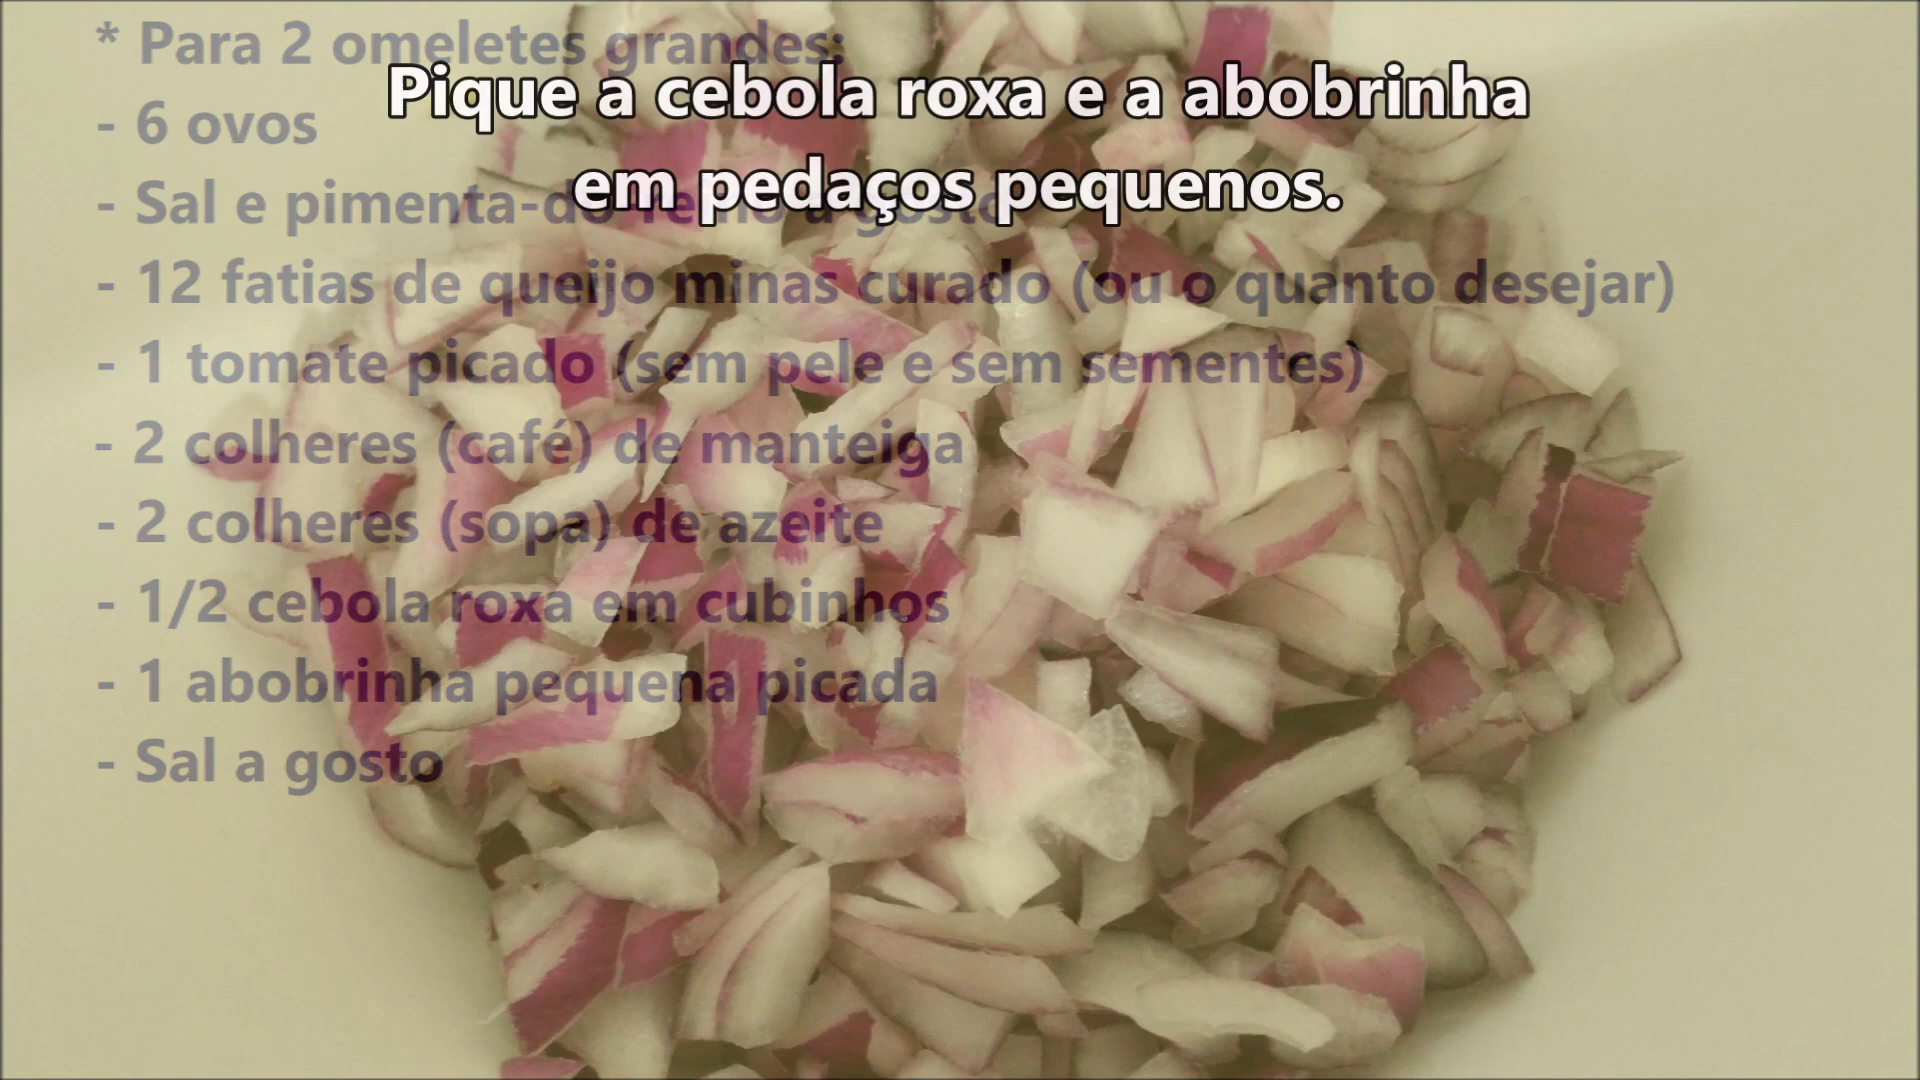 * Para 2 omeletes grandes:
Pique a cebola roxa e a abobrinha
em pedaços pequenos.
- 6 ovos
- Sal e pimenta-do-reino a gosto
- 12 fatias de queijo minas curado (ou o quanto desejar)
- 1 tomate picado (sem pele e sem sementes)
- 2 colheres (café) de manteiga
- 2 colheres (sopa) de azeite
- 1/2 cebola roxa em cubinhos
- 1 abobrinha pequena picada
- Sal a gosto